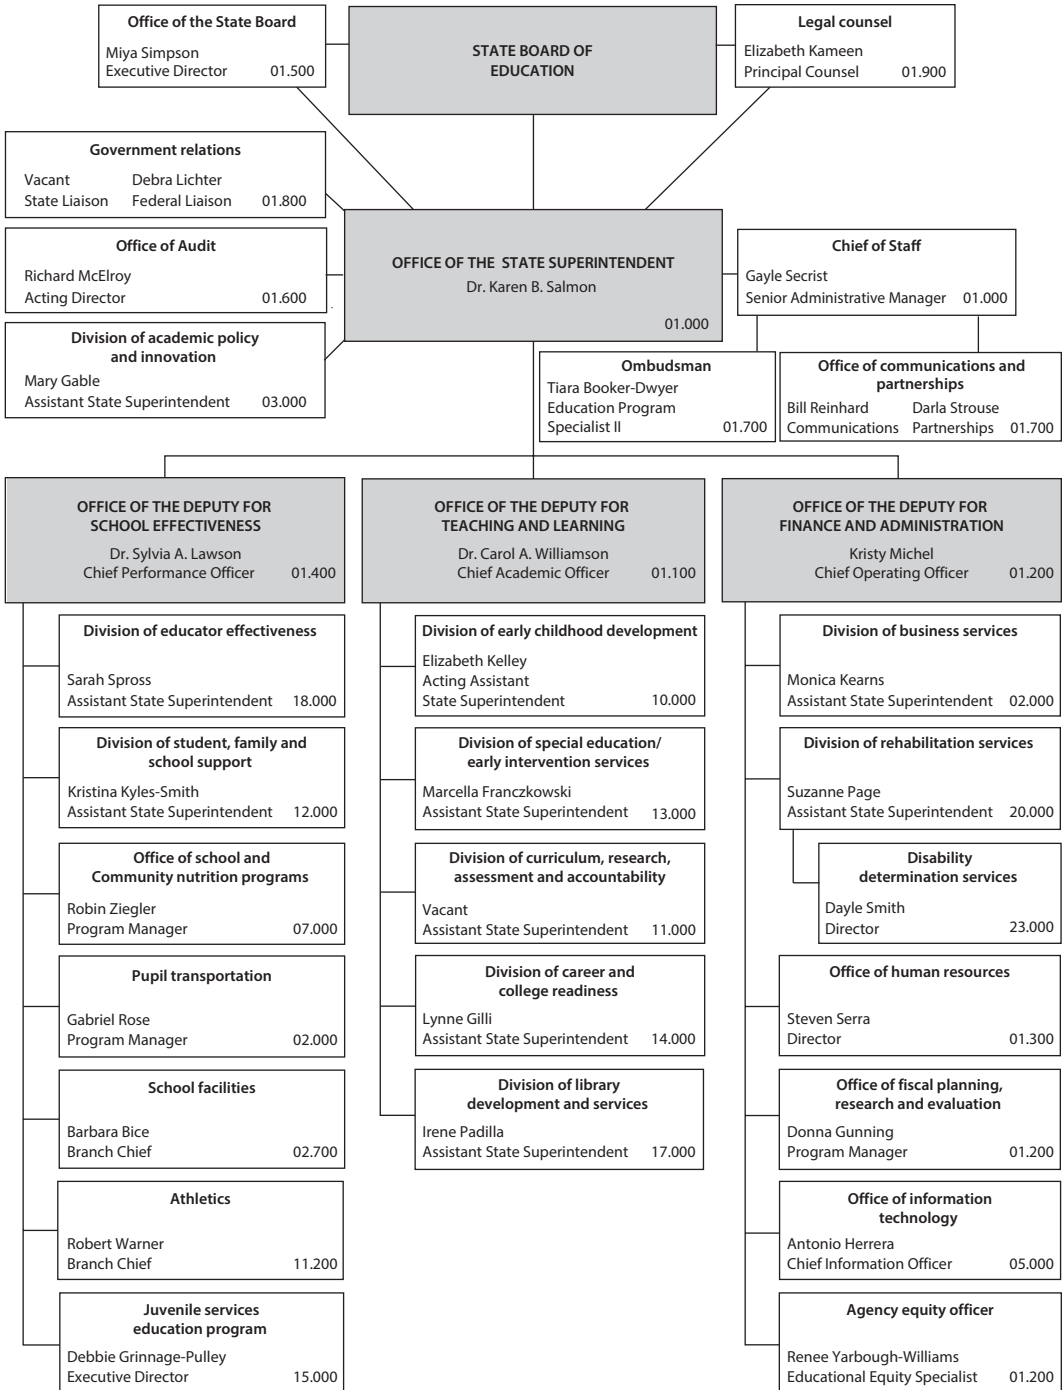 Office of the State Board
Miya Simpson
Executive Director 01.500
STATE BOARD OF
EDUCATION
Legal counsel
Elizabeth Kameen
Principal Counsel 01.900
Government relations
Vacant Debra Lichter
State Liaison Federal Liaison 01.800
Office of Audit
Richard McElroy
Acting Director 01.600
Division of academic policy
and innovation
Mary Gable
Assistant State Superintendent 03.000
OFFICE OF THE STATE SUPERINTENDENT
Dr. Karen B. Salmon
01.000
Chief of Staff
Gayle Secrist
Senior Administrative Manager 01.000
Ombudsman
Tiara Booker-Dwyer
Education Program
Specialist II 01.700
Office of communications and
partnerships
Bill Reinhard Darla Strouse
Communications Partnerships 01.700
OFFICE OF THE DEPUTY FOR
SCHOOL EFFECTIVENESS
Dr. Sylvia A. Lawson
Chief Performance Officer 01.400
Division of educator effectiveness
Sarah Spross
Assistant State Superintendent 18.000
Division of student, family and
school support
Kristina Kyles-Smith
Assistant State Superintendent 12.000
Office of school and
Community nutrition programs
Robin Ziegler
Program Manager 07.000
Pupil transportation
Gabriel Rose
Program Manager 02.000
School facilities
Barbara Bice
Branch Chief 02.700
Athletics
Robert Warner
Branch Chief 11.200
Juvenile services
education program
Debbie Grinnage-Pulley
Executive Director 15.000
OFFICE OF THE DEPUTY FOR
TEACHING AND LEARNING
Dr. Carol A. Williamson
Chief Academic Officer 01.100
Division of early childhood development
Elizabeth Kelley
Acting Assistant
State Superintendent 10.000
Division of special education/
early intervention services
Marcella Franczkowski
Assistant State Superintendent 13.000
Division of curriculum, research,
assessment and accountability
Vacant
Assistant State Superintendent 11.000
Division of career and
college readiness
Lynne Gilli
Assistant State Superintendent 14.000
Division of library
development and services
Irene Padilla
Assistant State Superintendent 17.000
OFFICE OF THE DEPUTY FOR
FINANCE AND ADMINISTRATION
Kristy Michel
Chief Operating Officer 01.200
Division of business services
Monica Kearns
Assistant State Superintendent 02.000
Division of rehabilitation services
Suzanne Page
Assistant State Superintendent 20.000
Disability
determination services
Dayle Smith
Director 23.000
Office of human resources
Steven Serra
Director 01.300
Office of fiscal planning,
research and evaluation
Donna Gunning
Program Manager 01.200
Office of information
technology
Antonio Herrera
Chief Information Officer 05.000
Agency equity officer
Renee Yarbough-Williams
Educational Equity Specialist 01.200